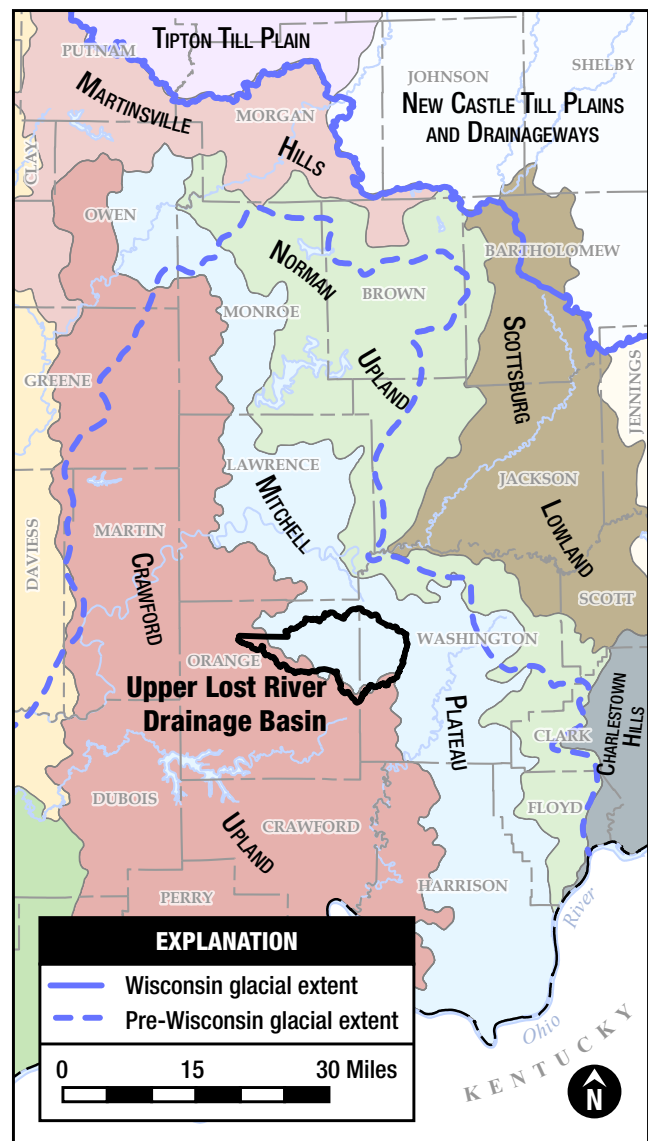 TIPTON TILL PLAIN
PUTNAM
JOHNSON
SHELBY
MARTINSVILLE
HILLS
MORGAN
NEW CASTLE TILL PLAINS
AND DRAINAGEWAYS
CLAY
OWEN
NORMAN
UPLAND
BARTHOLOMEW
BROWN
MONROE
SCOTTSBURG
LOWLAND
GREENE
JENNINGS
LAWRENCE
MITCHELL
PLATEAU
JACKSON
MARTIN
DAVIESS
CRAWFORD
UPLAND
SCOTT
WASHINGTON
ORANGE
Upper Lost River
Drainage Basin
CHARLESTOWN
HILLS
CLARK
DUBOIS
FLOYD
CRAWFORD
HARRISON
PERRY
Ohio
River
KENTUCKY
EXPLANATION
Wisconsin glacial extent
Pre-Wisconsin glacial extent
0 15 30 Miles
N